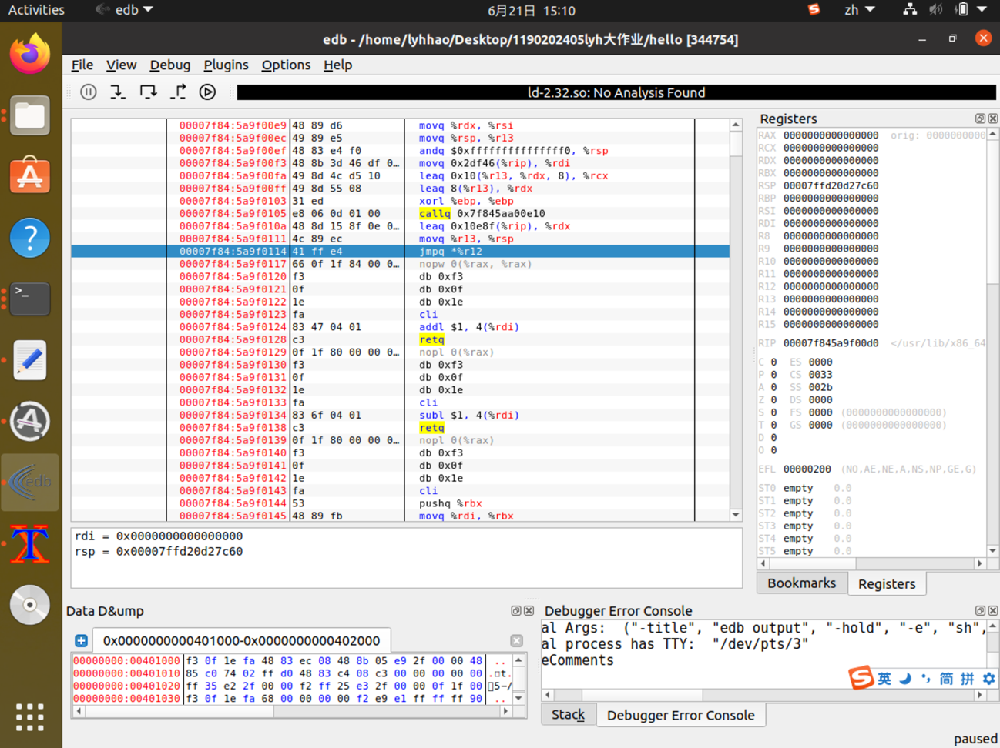 Activities
edb
6月21日 15:10
zh
edb - /home/lyhhao/Desktop/1190202405lyh大作业/hello [344754]
File View Debug Plugins Options Help
ld-2.32.so: No Analysis Found
00007f84:5a9f00e9 48 89 d6 movq %rdx, %rsi
00007f84:5a9f00ec 49 89 e5 movq %rsp, %r13
00007f84:5a9f00ef 48 83 e4 f0 andq $0xfffffffffffffff0, %rsp
00007f84:5a9f00f3 48 8b 3d 46 df 0… movq 0x2df46(%rip), %rdi
00007f84:5a9f00fa 49 8d 4c d5 10 leaq 0x10(%r13, %rdx, 8), %rcx
00007f84:5a9f00ff 49 8d 55 08 leaq 8(%r13), %rdx
00007f84:5a9f0103 31 ed xorl %ebp, %ebp
00007f84:5a9f0105 e8 06 0d 01 00 callq 0x7f845aa00e10
00007f84:5a9f010a 48 8d 15 8f 0e 0… leaq 0x10e8f(%rip), %rdx
00007f84:5a9f0111 4c 89 ec movq %r13, %rsp
00007f84:5a9f0114 41 ff e4 jmpq *%r12
00007f84:5a9f0117 66 0f 1f 84 00 0… nopw 0(%rax, %rax)
00007f84:5a9f0120 f3 db 0xf3
00007f84:5a9f0121 0f db 0x0f
00007f84:5a9f0122 1e db 0x1e
00007f84:5a9f0123 fa cli
00007f84:5a9f0124 83 47 04 01 addl $1, 4(%rdi)
00007f84:5a9f0128 c3 retq
00007f84:5a9f0129 0f 1f 80 00 00 0… nopl 0(%rax)
00007f84:5a9f0130 f3 db 0xf3
00007f84:5a9f0131 0f db 0x0f
00007f84:5a9f0132 1e db 0x1e
00007f84:5a9f0133 fa cli
00007f84:5a9f0134 83 6f 04 01 subl $1, 4(%rdi)
00007f84:5a9f0138 c3 retq
00007f84:5a9f0139 0f 1f 80 00 00 0… nopl 0(%rax)
00007f84:5a9f0140 f3 db 0xf3
00007f84:5a9f0141 0f db 0x0f
00007f84:5a9f0142 1e db 0x1e
00007f84:5a9f0143 fa cli
00007f84:5a9f0144 53 pushq %rbx
00007f84:5a9f0145 48 89 fb movq %rdi, %rbx
rdi = 0x0000000000000000
rsp = 0x00007ffd20d27c60
Registers
RAX 0000000000000000 orig: 0000000000
RCX 0000000000000000
RDX 0000000000000000
RBX 0000000000000000
RSP 00007ffd20d27c60
RBP 0000000000000000
RSI 0000000000000000
RDI 0000000000000000
R8 0000000000000000
R9 0000000000000000
R10 0000000000000000
R11 0000000000000000
R12 0000000000000000
R13 0000000000000000
R14 0000000000000000
R15 0000000000000000
RIP 00007f845a9f00d0 </usr/lib/x86_64
C 0 ES 0000
P 0 CS 0033
A 0 SS 002b
Z 0 DS 0000
S 0 FS 0000 (0000000000000000)
T 0 GS 0000 (0000000000000000)
D 0
O 0
EFL 00000200 (NO,AE,NE,A,NS,NP,GE,G)
ST0 empty 0.0
ST1 empty 0.0
ST2 empty 0.0
ST3 empty 0.0
ST4 empty 0.0
ST5 empty 0.0
Bookmarks Registers
Data D&ump
0x0000000000401000-0x0000000000402000
00000000:00401000 f3 0f 1e fa 48 83 ec 08 48 8b 05 e9 2f 00 00 48 ..
00000000:00401010 85 c0 74 02 ff d0 48 83 c4 08 c3 00 00 00 00 00 .□t.
00000000:00401020 ff 35 e2 2f 00 00 f2 ff 25 e3 2f 00 00 0f 1f 00 □5−/
00000000:00401030 f3 0f 1e fa 68 00 00 00 00 f2 e9 e1 ff ff ff 90 ..
Debugger Error Console
al Args: ("-title", "edb output", "-hold", "-e", "sh",
al process has TTY: "/dev/pts/3"
eComments
英 简 拼
Stack Debugger Error Console
paused